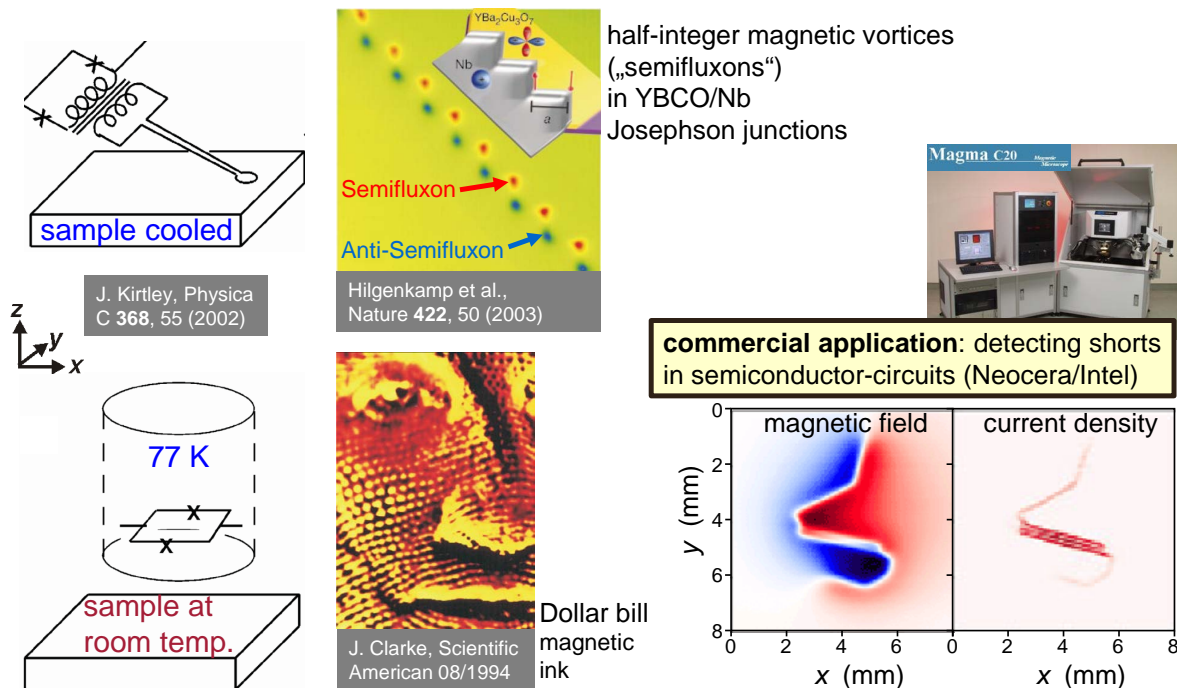 YBa₂Cu₃O₇
Nb
a
half-integer magnetic vortices
(„semifluxons“)
in YBCO/Nb
Josephson junctions
Semifluxon
Anti-Semifluxon
sample cooled
J. Kirtley, Physica
C 368, 55 (2002)
Hilgenkamp et al.,
Nature 422, 50 (2003)
Magma C20
Magnetic
Microscope
commercial application: detecting shorts
in semiconductor-circuits (Neocera/Intel)
z
y
x
77 K
x
x
sample at
room temp.
J. Clarke, Scientific
American 08/1994
Dollar bill
magnetic
ink
magnetic field
current density
0
2
4
6
8
y (mm)
0 2 4 6 8
0 2 4 6 8
x (mm)
x (mm)